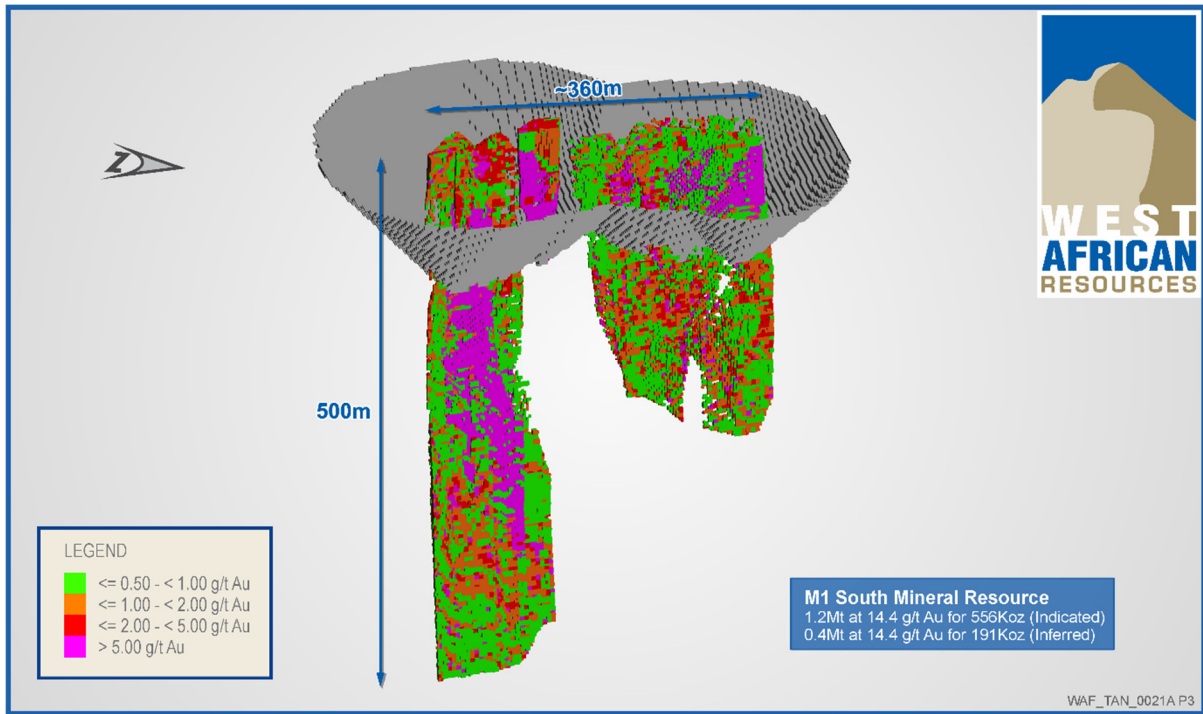 ~360m
WEST
AFRICAN
RESOURCES
500m
LEGEND
<= 0.50 - < 1.00 g/t Au
<= 1.00 - < 2.00 g/t Au
<= 2.00 - < 5.00 g/t Au
> 5.00 g/t Au
M1 South Mineral Resource
1.2Mt at 14.4 g/t Au for 556Koz (Indicated)
0.4Mt at 14.4 g/t Au for 191Koz (Inferred)
WAF_TAN_0021A P3